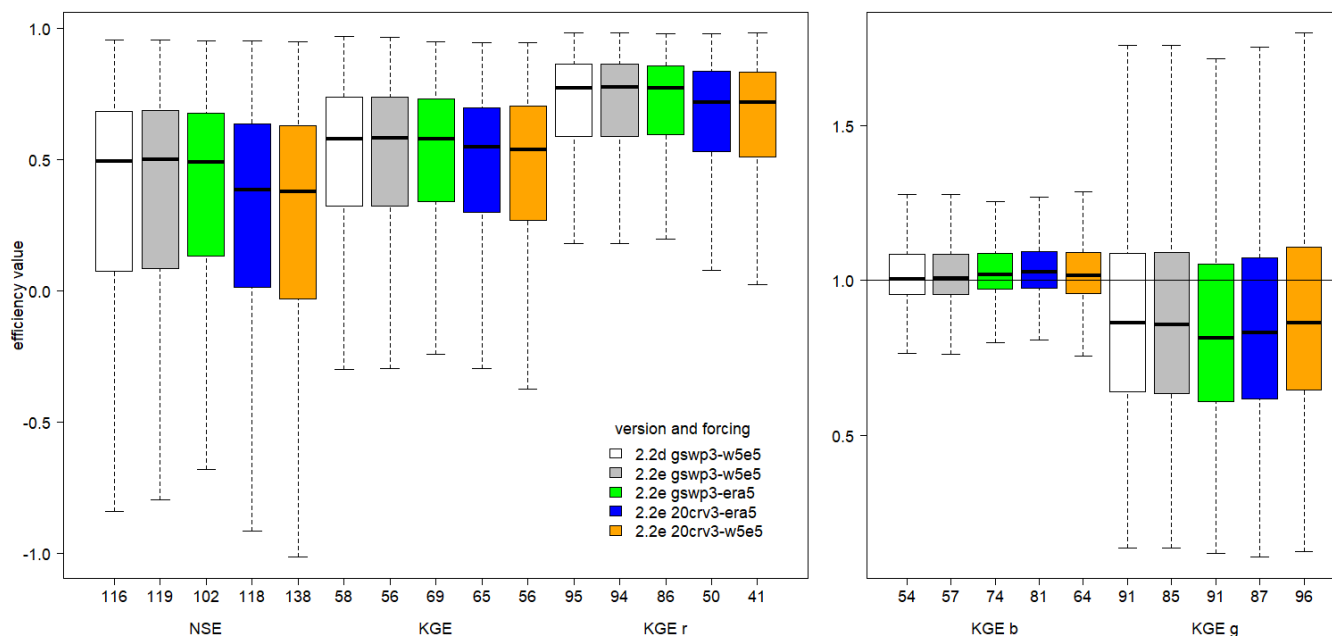 1.0
0.5
0.0
-0.5
-1.0
efficiency value
version and forcing
2.2d gswp3-w5e5
2.2e gswp3-w5e5
2.2e gswp3-era5
2.2e 20crv3-era5
2.2e 20crv3-w5e5
116 119 102 118 138 58 56 69 65 56 95 94 86 50 41
NSE KGE KGE r
1.5
1.0
0.5
54 57 74 81 64 91 85 91 87 96
KGE b KGE g